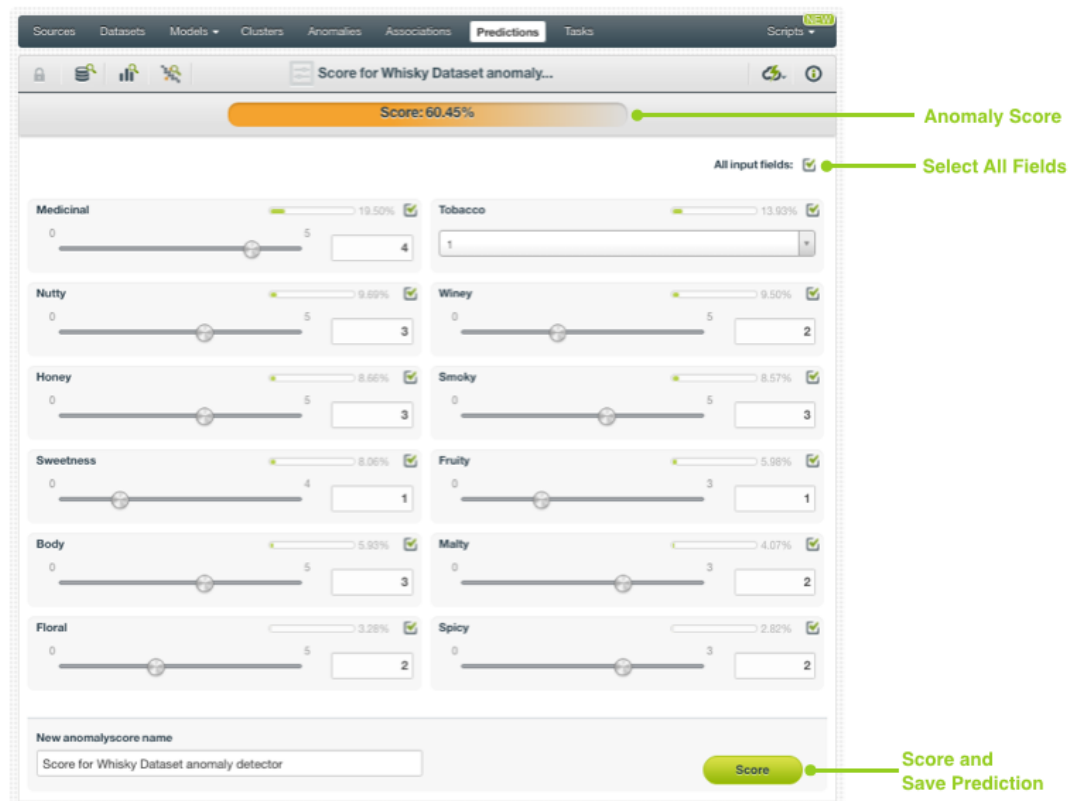 NEW
Sources Datasets Models Clusters Anomalies Associations Predictions Tasks Scripts
Score for Whisky Dataset anomaly...
Score: 60.45%
Anomaly Score
All input fields:
Select All Fields
Medicinal 19.50%
0 5
4
Tobacco 13.93%
1
Nutty 9.69%
0 5
3
Winey 9.50%
0 5
2
Honey 8.66%
0 5
3
Smoky 8.57%
0 5
3
Sweetness 8.06%
0 4
1
Fruity 5.98%
0 3
1
Body 5.93%
0 5
3
Malty 4.07%
0 3
2
Floral 3.28%
0 5
2
Spicy 2.82%
0 3
2
New anomalyscore name
Score for Whisky Dataset anomaly detector
Score
Score and
Save Prediction